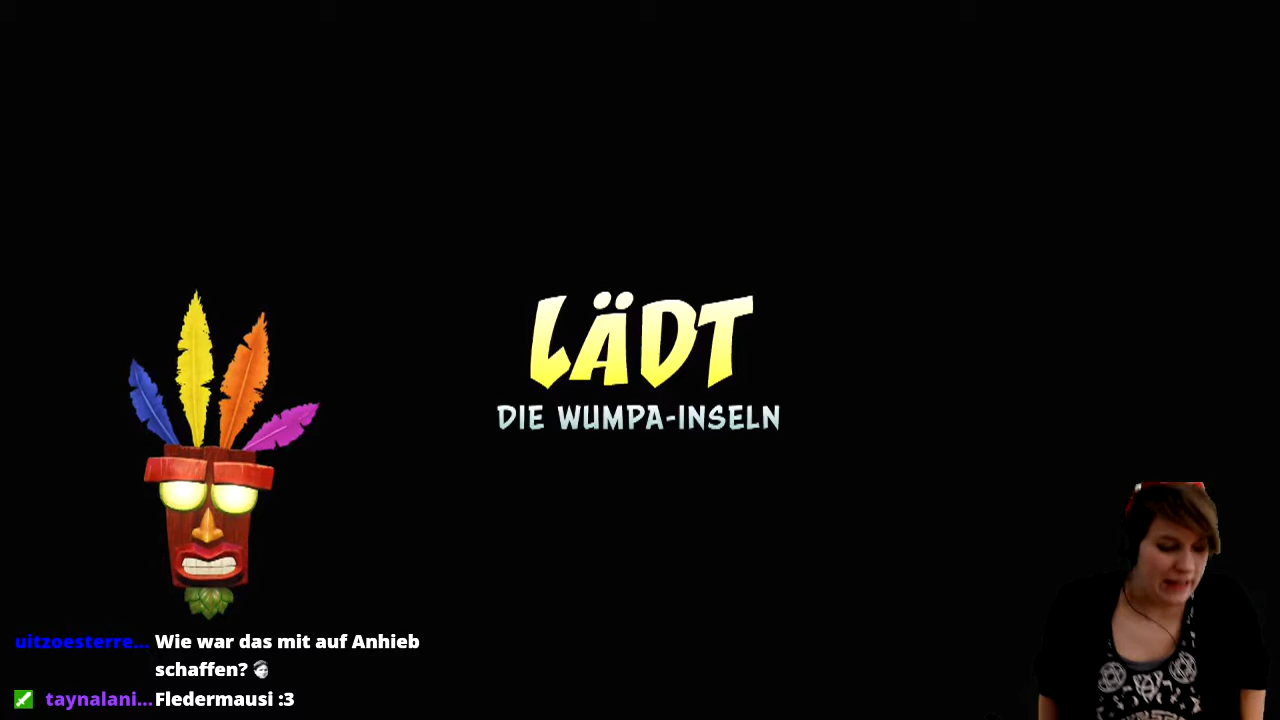 LÄDT
DIE WUMPA-INSELN
uitzoesterre... Wie war das mit auf Anhieb
schaffen?
taynalani... Fledermausi :3